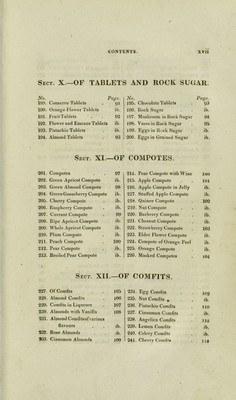 CONTENTS. XVII
SECT. X.—OF TABLETS AND ROCK SUGAR.
No. Page.
189. Conserve Tablets 91
190. Orange-Flower Tablets ib.
191. Fruit Tablets 92
192. Flower and Essence Tablets ib.
193. Pistachio Tablets ib.
194. Almond Tablets 93
No. Page.
195. Chocolate Tablets 93
196. Rock Sugar ib.
197. Mushroom in Rock Sugar 94
198. Vases in Rock Sugar 95
199. Eggs in Rock Sugar ib.
200. Eggs in Grained Sugar ib.
SECT. XI.—OF COMPOTES.
201. Compotes 97
202. Green Apricot Compote ib.
203. Green Almond Compote 98
204. Green Gooseberry Compote ib.
205. Cherry Compote ib.
206. Raspberry Compote ib.
207. Currant Compote 99
208. Ripe Apricot Compote ib.
209. Whole Apricot Compote ib.
210. Plum Compote ib.
211. Peach Compote 100
212. Pear Compote ib.
213. Broiled Pear Compote ib.
214. Pear Compote with Wine 100
215. Apple Compote 101
216. Apple Compote in Jelly ib.
217. Stuffed Apple Compote ib.
218. Quince Compote 102
219. Nut Compote ib.
220. Barberry Compote ib.
221. Chesnut Compote ib.
222. Strawberry Compote 103
223. Elder Flower Compote ib.
224. Compote of Orange Peel ib.
225. Orange Compote ib.
226. Masked Compotes 104
SECT. XII.—OF COMFITS.
227. Of Comfits 105
228. Almond Comfits 106
229. Comfits in Liqueurs 107
230. Almonds with Vanilla 108
231. Almond Comfits of various
flavours ib.
232. Rose Almonds ib.
233. Cinnamon Almonds 109
234. Egg Comfits 109
235. Nut Comfits ib.
236. Pistachio Comfits 110
237. Cinnamon Comfits ib.
238. Angelica Comfits
239. Lemon Comfits ib.
240. Celery Comfits ib.
241. Cherry Comfits